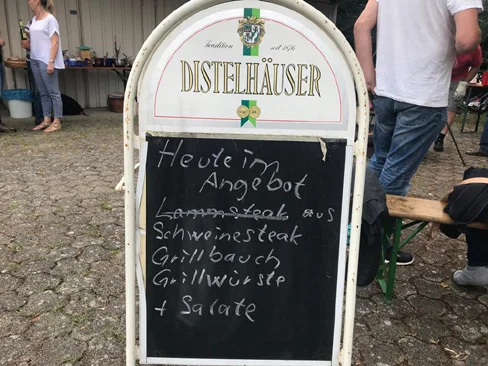 Tradition seit 1876
DISTELHÄUSER
Heute im
Angebot
Lammsteak aus
Schweinesteak
Grillbauch
Grillwürste
+ Salate